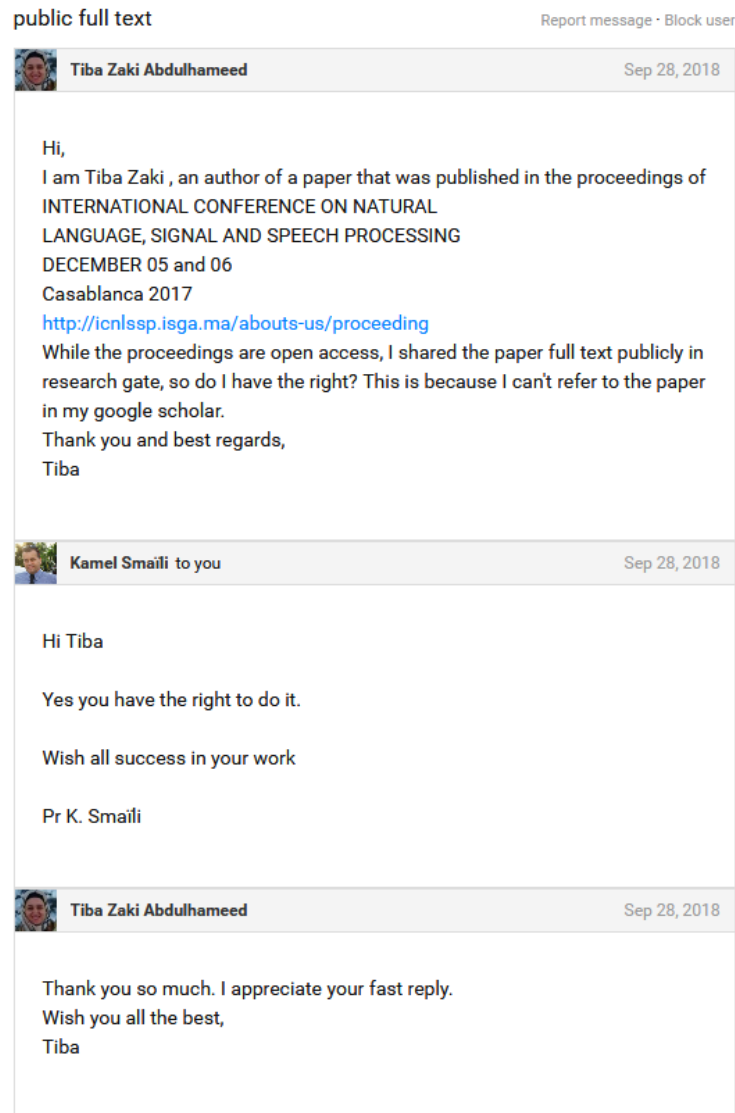 public full text
Report message · Block user
Tiba Zaki Abdulhameed
Sep 28, 2018
Hi,
I am Tiba Zaki , an author of a paper that was published in the proceedings of
INTERNATIONAL CONFERENCE ON NATURAL
LANGUAGE, SIGNAL AND SPEECH PROCESSING
DECEMBER 05 and 06
Casablanca 2017
http://icnlssp.isga.ma/abouts-us/proceeding
While the proceedings are open access, I shared the paper full text publicly in
research gate, so do I have the right? This is because I can't refer to the paper
in my google scholar.
Thank you and best regards,
Tiba
Kamel Smaïli to you
Sep 28, 2018
Hi Tiba
Yes you have the right to do it.
Wish all success in your work
Pr K. Smaïli
Tiba Zaki Abdulhameed
Sep 28, 2018
Thank you so much. I appreciate your fast reply.
Wish you all the best,
Tiba